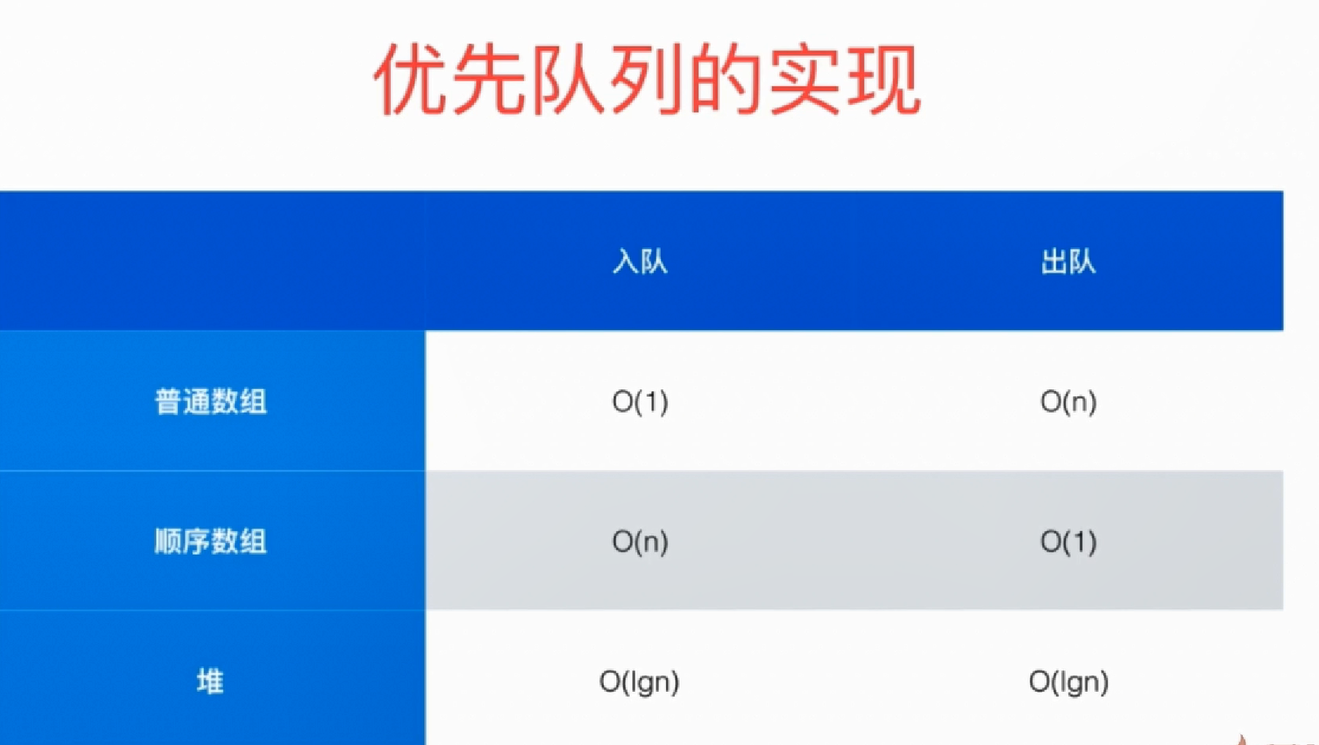 优先队列的实现
入队 出队
普通数组 O(1) O(n)
顺序数组 O(n) O(1)
堆 O(lgn) O(lgn)